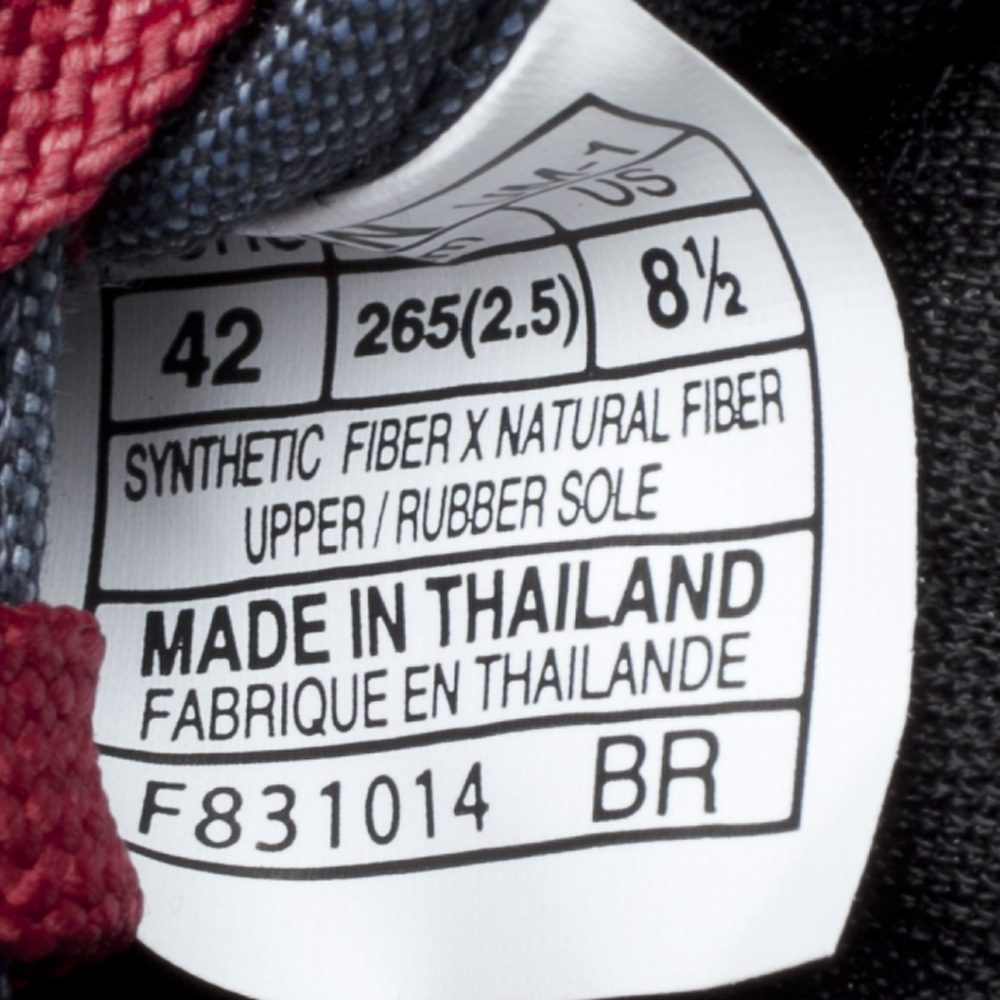 US
42 265(2.5) 8½
SYNTHETIC FIBER X NATURAL FIBER
UPPER / RUBBER SOLE
MADE IN THAILAND
FABRIQUE EN THAILANDE
F831014 BR